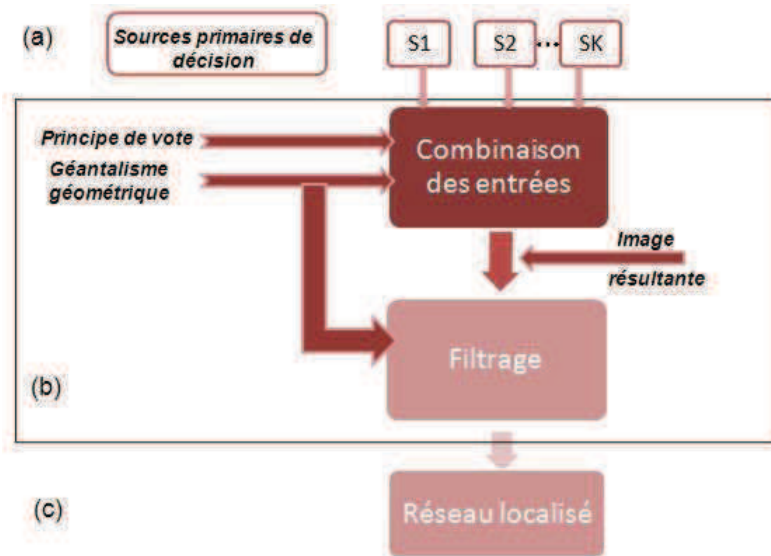 (a)
Sources primaires de
décision
S1
S2
...
SK
Principe de vote
Géantalisme
géométrique
Combinaison
des entrées
Image
résultante
Filtrage
(b)
Réseau localisé
(c)